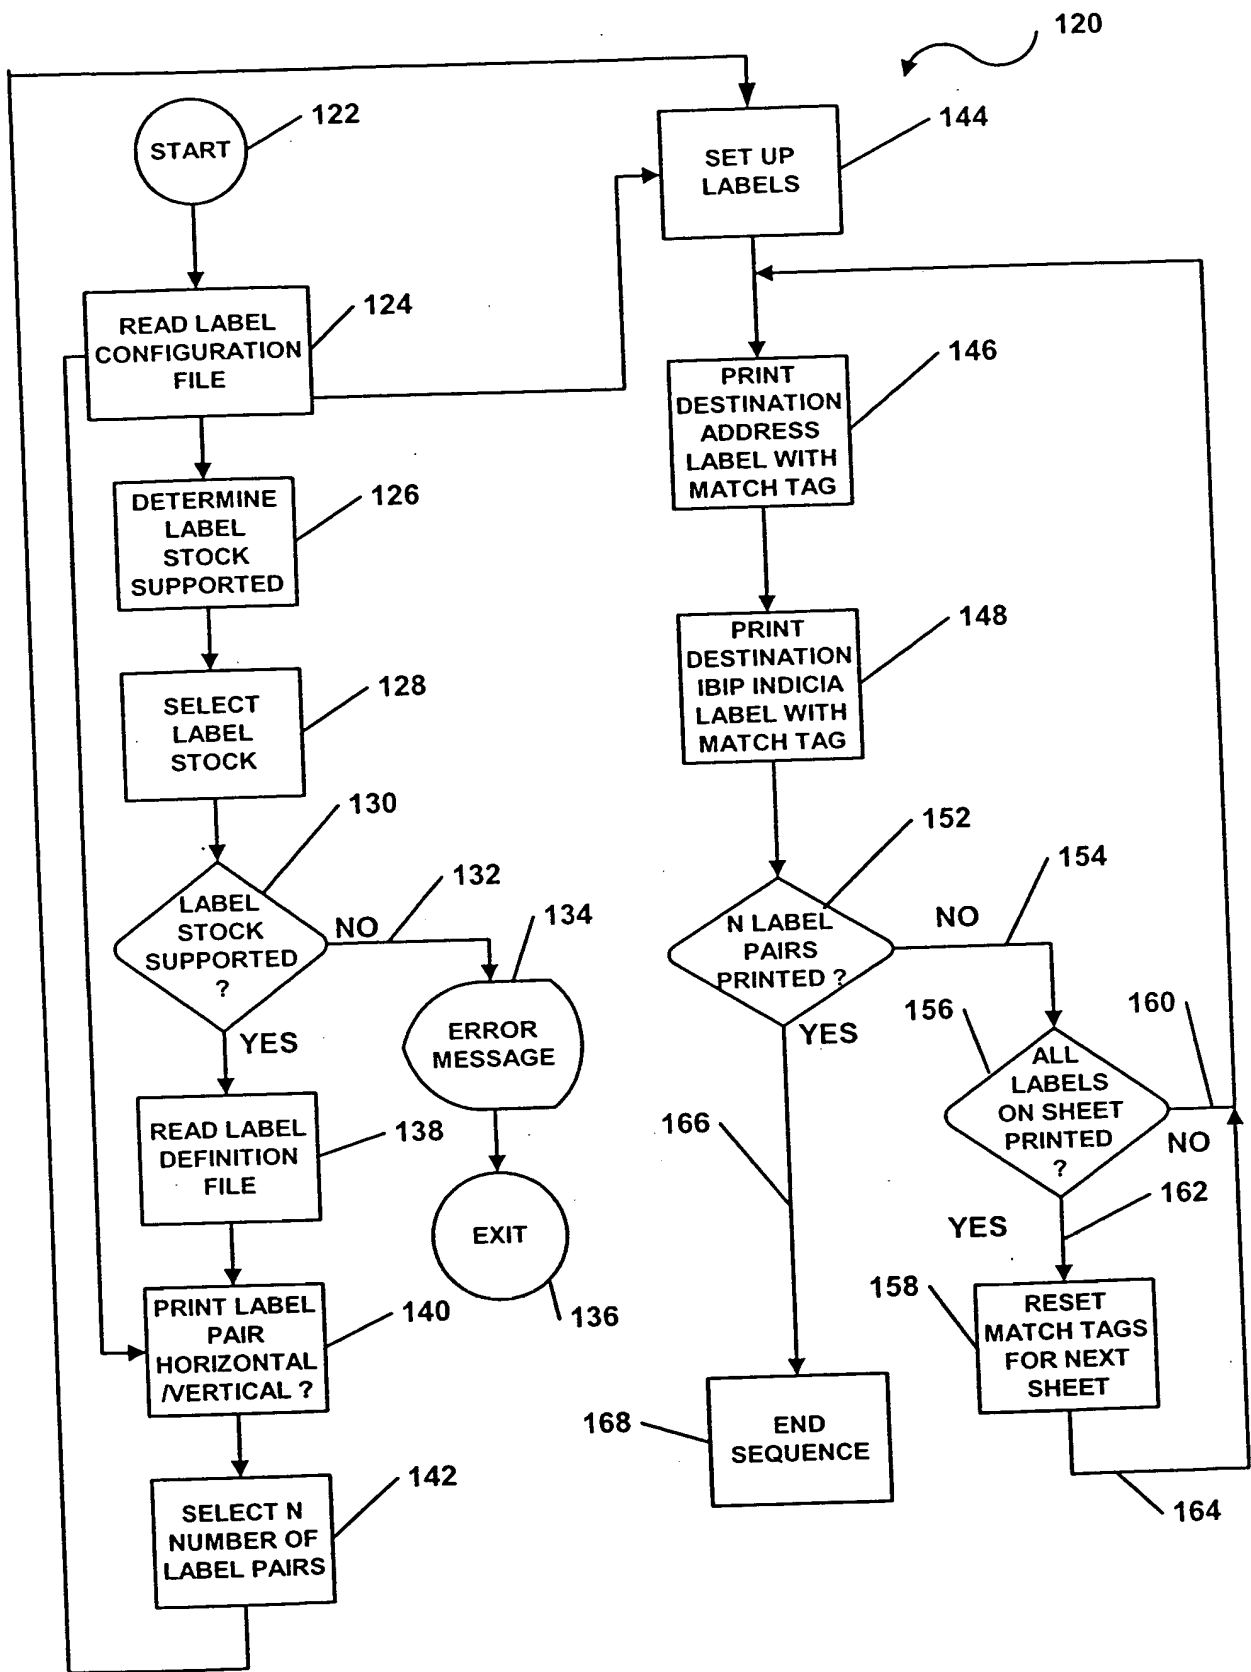 120
START
122
READ LABEL
CONFIGURATION
FILE
124
DETERMINE
LABEL
STOCK
SUPPORTED
126
SELECT
LABEL
STOCK
128
LABEL
STOCK
SUPPORTED
?
130
NO
132
YES
ERROR
MESSAGE
134
EXIT
136
READ LABEL
DEFINITION
FILE
138
PRINT LABEL
PAIR
HORIZONTAL
/VERTICAL ?
140
SELECT N
NUMBER OF
LABEL PAIRS
142
SET UP
LABELS
144
PRINT
DESTINATION
ADDRESS
LABEL WITH
MATCH TAG
146
PRINT
DESTINATION
IBIP INDICIA
LABEL WITH
MATCH TAG
148
N LABEL
PAIRS
PRINTED ?
152
NO
154
YES
166
ALL
LABELS
ON SHEET
PRINTED
?
156
160
NO
YES
162
RESET
MATCH TAGS
FOR NEXT
SHEET
158
164
END
SEQUENCE
168